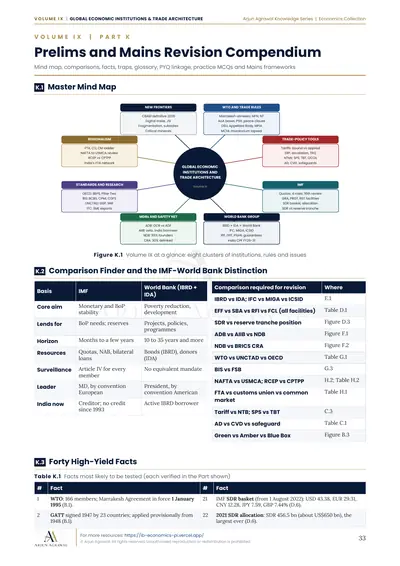 VOLUME IX | GLOBAL ECONOMIC INSTITUTIONS & TRADE ARCHITECTURE
Arjun Agrawal Knowledge Series | Economics Collection
VOLUME IX | PART K
Prelims and Mains Revision Compendium
Mind map, comparisons, facts, traps, glossary, PYQ linkage, practice MCQs and Mains frameworks
K.1 Master Mind Map
NEW FRONTIERS
WTO AND TRADE RULES
REGIONALISM
TRADE-POLICY TOOLS
GLOBAL ECONOMIC
INSTITUTIONS AND
TRADE ARCHITECTURE
STANDARDS AND RESEARCH
IMF
MDBs AND SAFETY NET
WORLD BANK GROUP
Figure K.1 Volume IX at a glance: eight clusters of institutions, rules and issues
K.2 Comparison Finder and the IMF-World Bank Distinction
Basis IMF World Bank (IBRD + IDA)
Core aim Monetary and BoP stability Poverty reduction, development
Lends for BoP needs; reserves Projects, policies, programmes
Horizon Months to a few years 10 to 35 years and more
Resources Quotas, NAB, bilateral loans Bonds (IBRD), donors (IDA)
Surveillance Article IV for every member No equivalent mandate
Leader MD, by convention European President, by convention American
India now Creditor; no credit since 1993 Active IBRD borrower
Comparison required for revision Where
IBRD vs IDA; IFC vs MIGA vs ICSID E.1
EFF vs SBA vs RFI vs FCL (all facilities) Table D.1
SDR vs reserve tranche position Figure D.3
ADB vs AIIB vs NDB Figure F.1
NDB vs BRICS CRA Figure F.2
WTO vs UNCTAD vs OECD Table G.1
BIS vs FSB G.3
NAFTA vs USMCA; RCEP vs CPTPP H.2; Table H.2
FTA vs customs union vs common market Table H.1
Tariff vs NTB; SPS vs TBT C.3
AD vs CVD vs safeguard Table C.1
Green vs Amber vs Blue Box Figure B.3
K.3 Forty High-Yield Facts
Table K.1 Facts most likely to be tested (each verified in the Part shown)
# Fact # Fact
1 WTO: 166 members; Marrakesh Agreement in force 1 January 1995 (B.1).
21 IMF SDR basket (from 1 August 2022): USD 43.38, EUR 29.31, CNY 12.28, JPY 7.59, GBP 7.44% (D.6).
2 GATT signed 1947 by 23 countries; applied provisionally from 1948 (B.1).
22 2021 SDR allocation: SDR 456.5 bn (about US$650 bn), the largest ever (D.6).
ARJUN AGRAWAL
For more resources: https://ib-economics-pi.vercel.app/
33